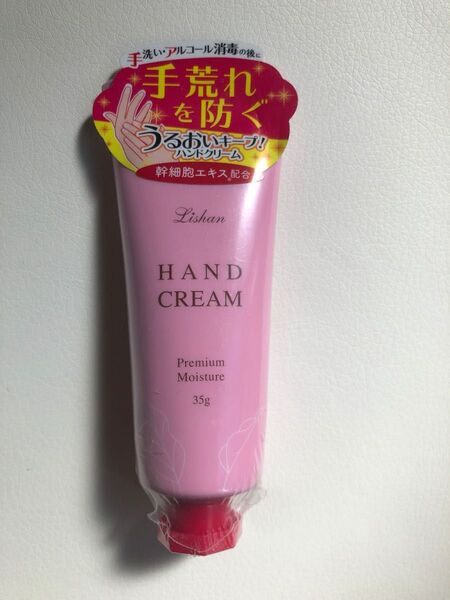 手洗い・アルコール消毒の後に
手荒れ
を防ぐ
うるおいキープ!
ハンドクリーム
幹細胞エキス配合
Lishan
HAND
CREAM
Premium
Moisture
35g